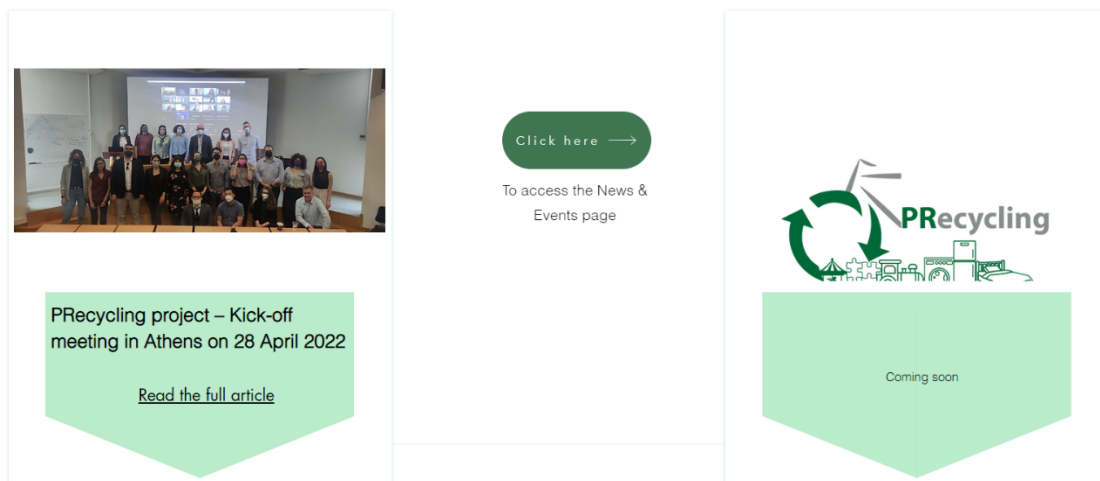 PRecycling project – Kick-off
meeting in Athens on 28 April 2022
Read the full article
Click here
To access the News &
Events page
PRecycling
Coming soon